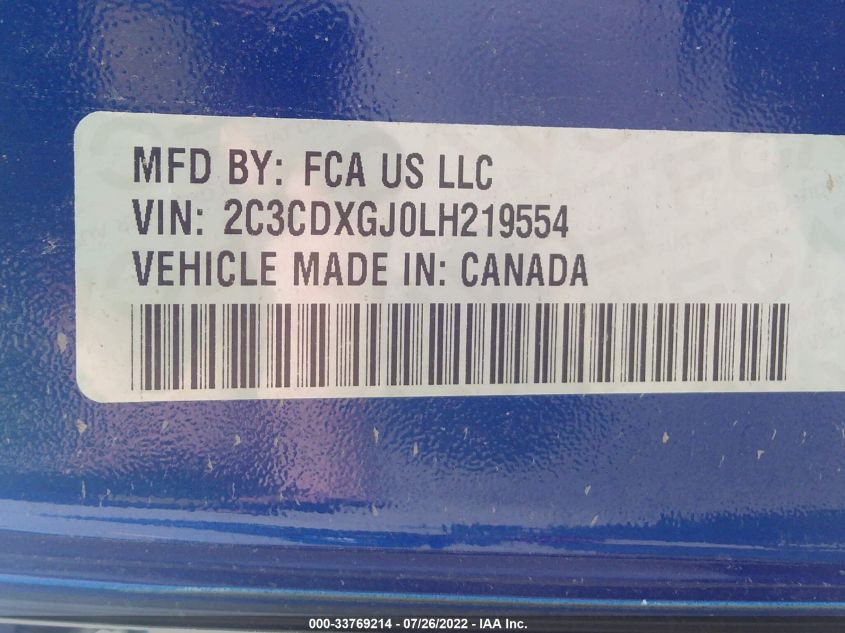 MFD BY: FCA US LLC
VIN: 2C3CDXGJ0LH219554
VEHICLE MADE IN: CANADA
000-33769214 - 07/26/2022 - IAA Inc.